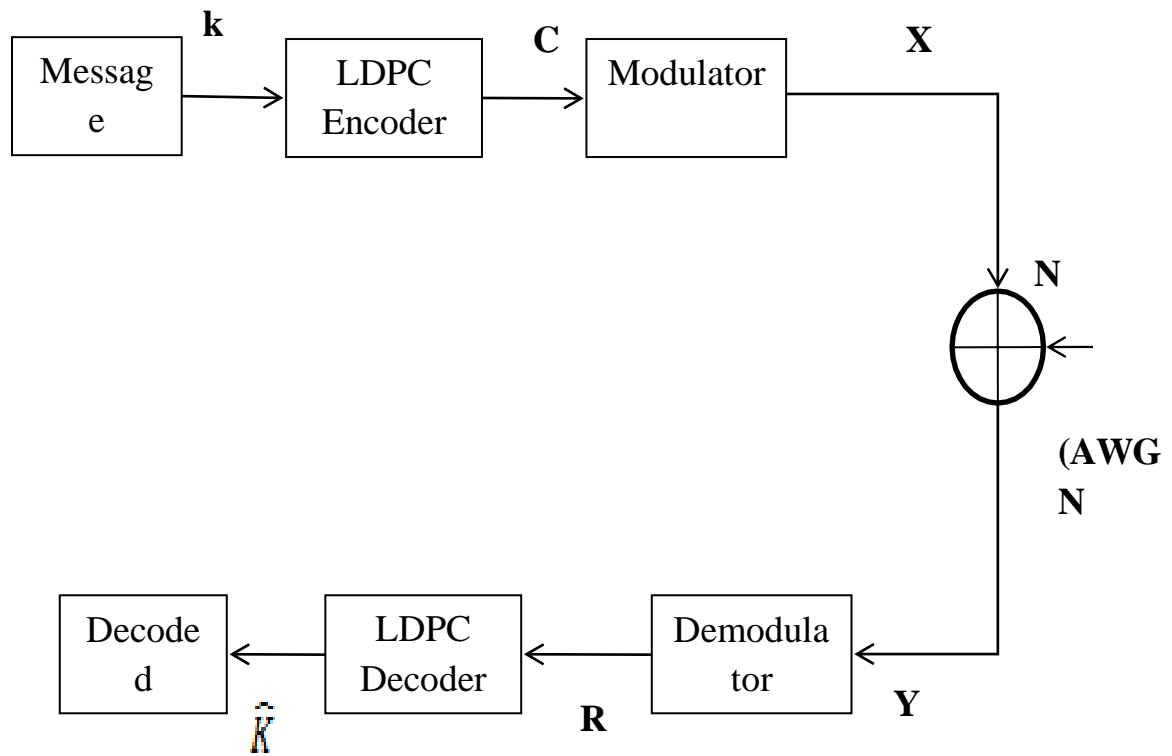 k
C
X
Messag
e
LDPC
Encoder
Modulator
N
(AWG
N
Decode
d
LDPC
Decoder
Demodula
tor
K̂
R
Y